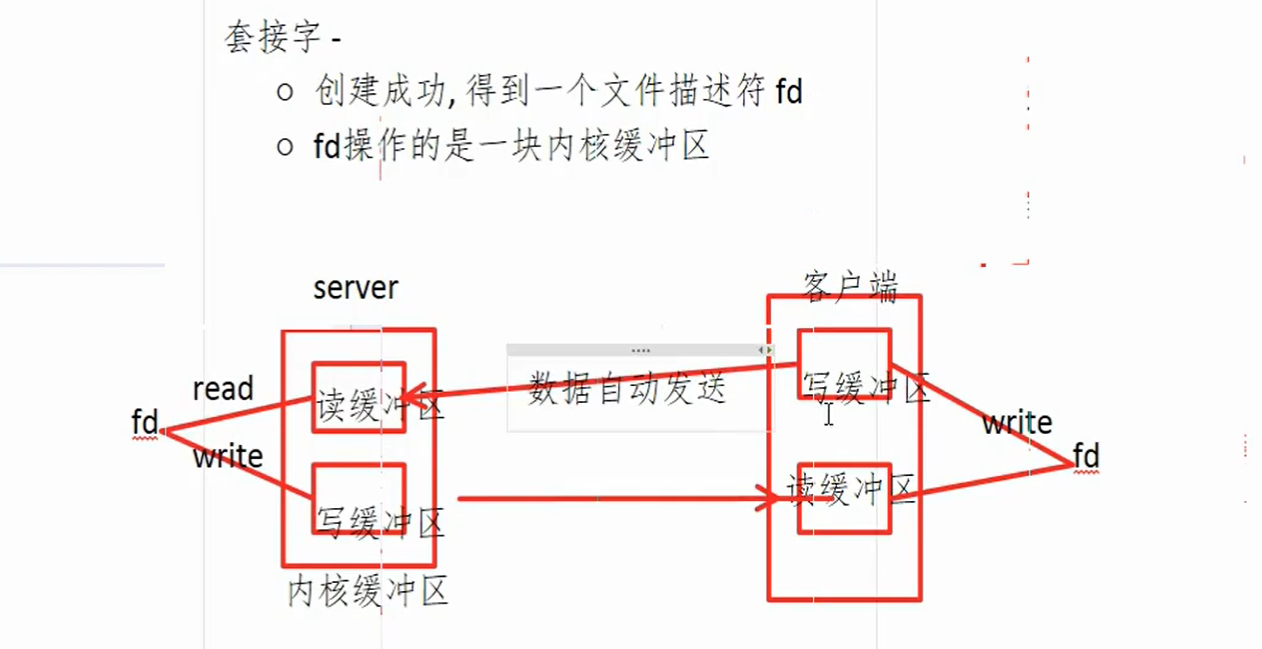 套接字 -
○ 创建成功, 得到一个文件描述符 fd
○ fd操作的是一块内核缓冲区
server
客户端
read
读缓冲区
数据自动发送
写缓冲区
fd
write
write
fd
写缓冲区
读缓冲区
内核缓冲区